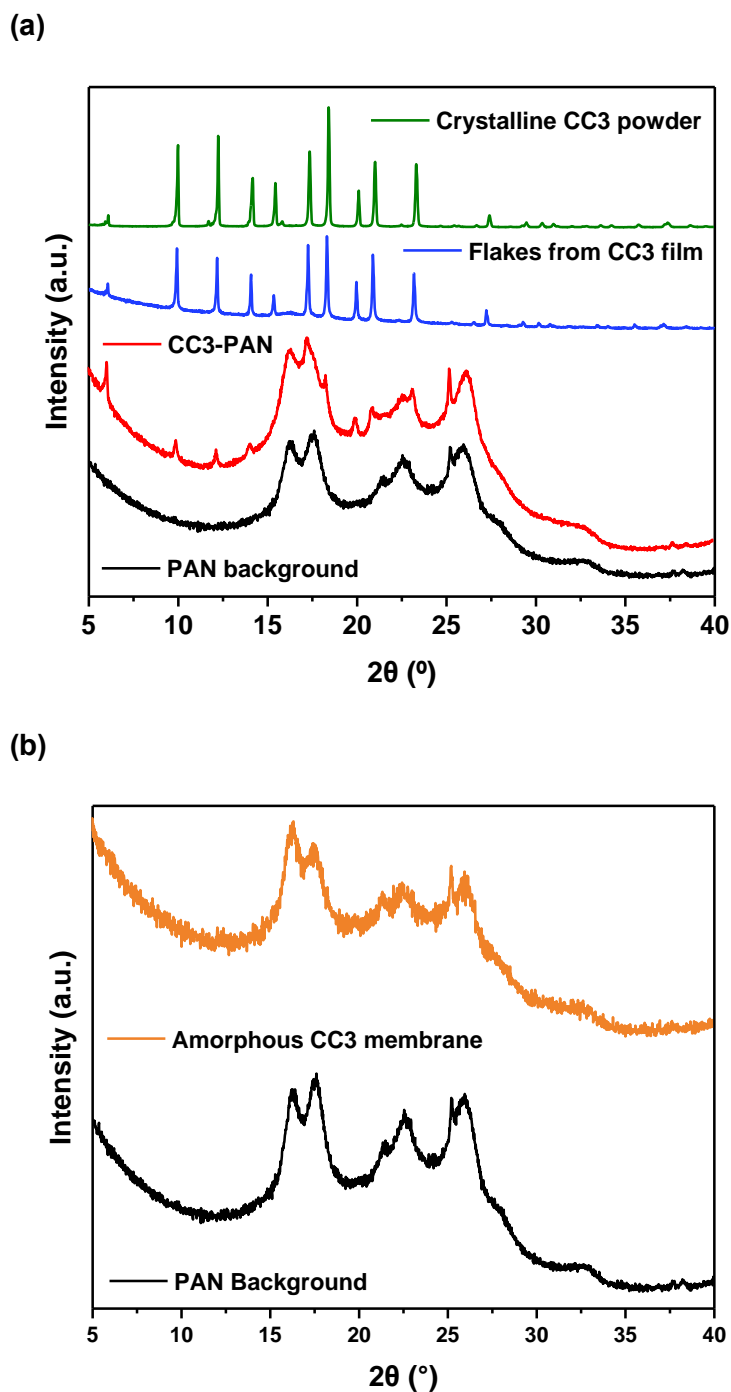 (a)
Crystalline CC3 powder
Flakes from CC3 film
CC3-PAN
PAN background
Intensity (a.u.)
5 10 15 20 25 30 35 40
2θ (º)
(b)
Amorphous CC3 membrane
PAN Background
Intensity (a.u.)
5 10 15 20 25 30 35 40
2θ (°)